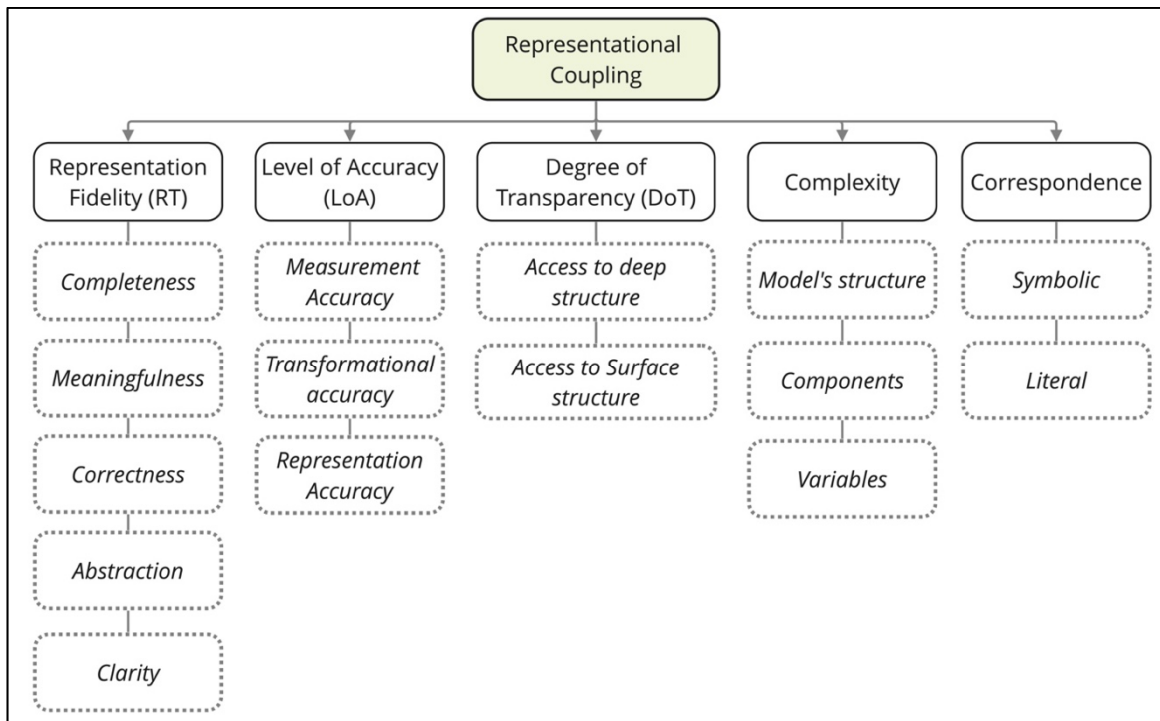 Representational
Coupling
Representation
Fidelity (RT)
Level of Accuracy
(LoA)
Degree of
Transparency (DoT)
Complexity
Correspondence
Completeness
Meaningfulness
Correctness
Abstraction
Clarity
Measurement
Accuracy
Transformational
accuracy
Representation
Accuracy
Access to deep
structure
Access to Surface
structure
Model's structure
Components
Variables
Symbolic
Literal